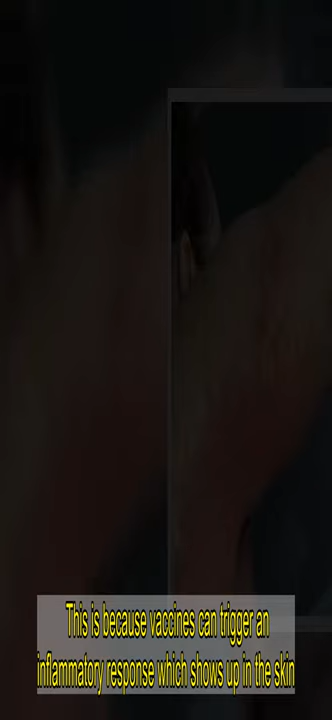 This is because vaccines can trigger an
inflammatory response which shows up in the skin